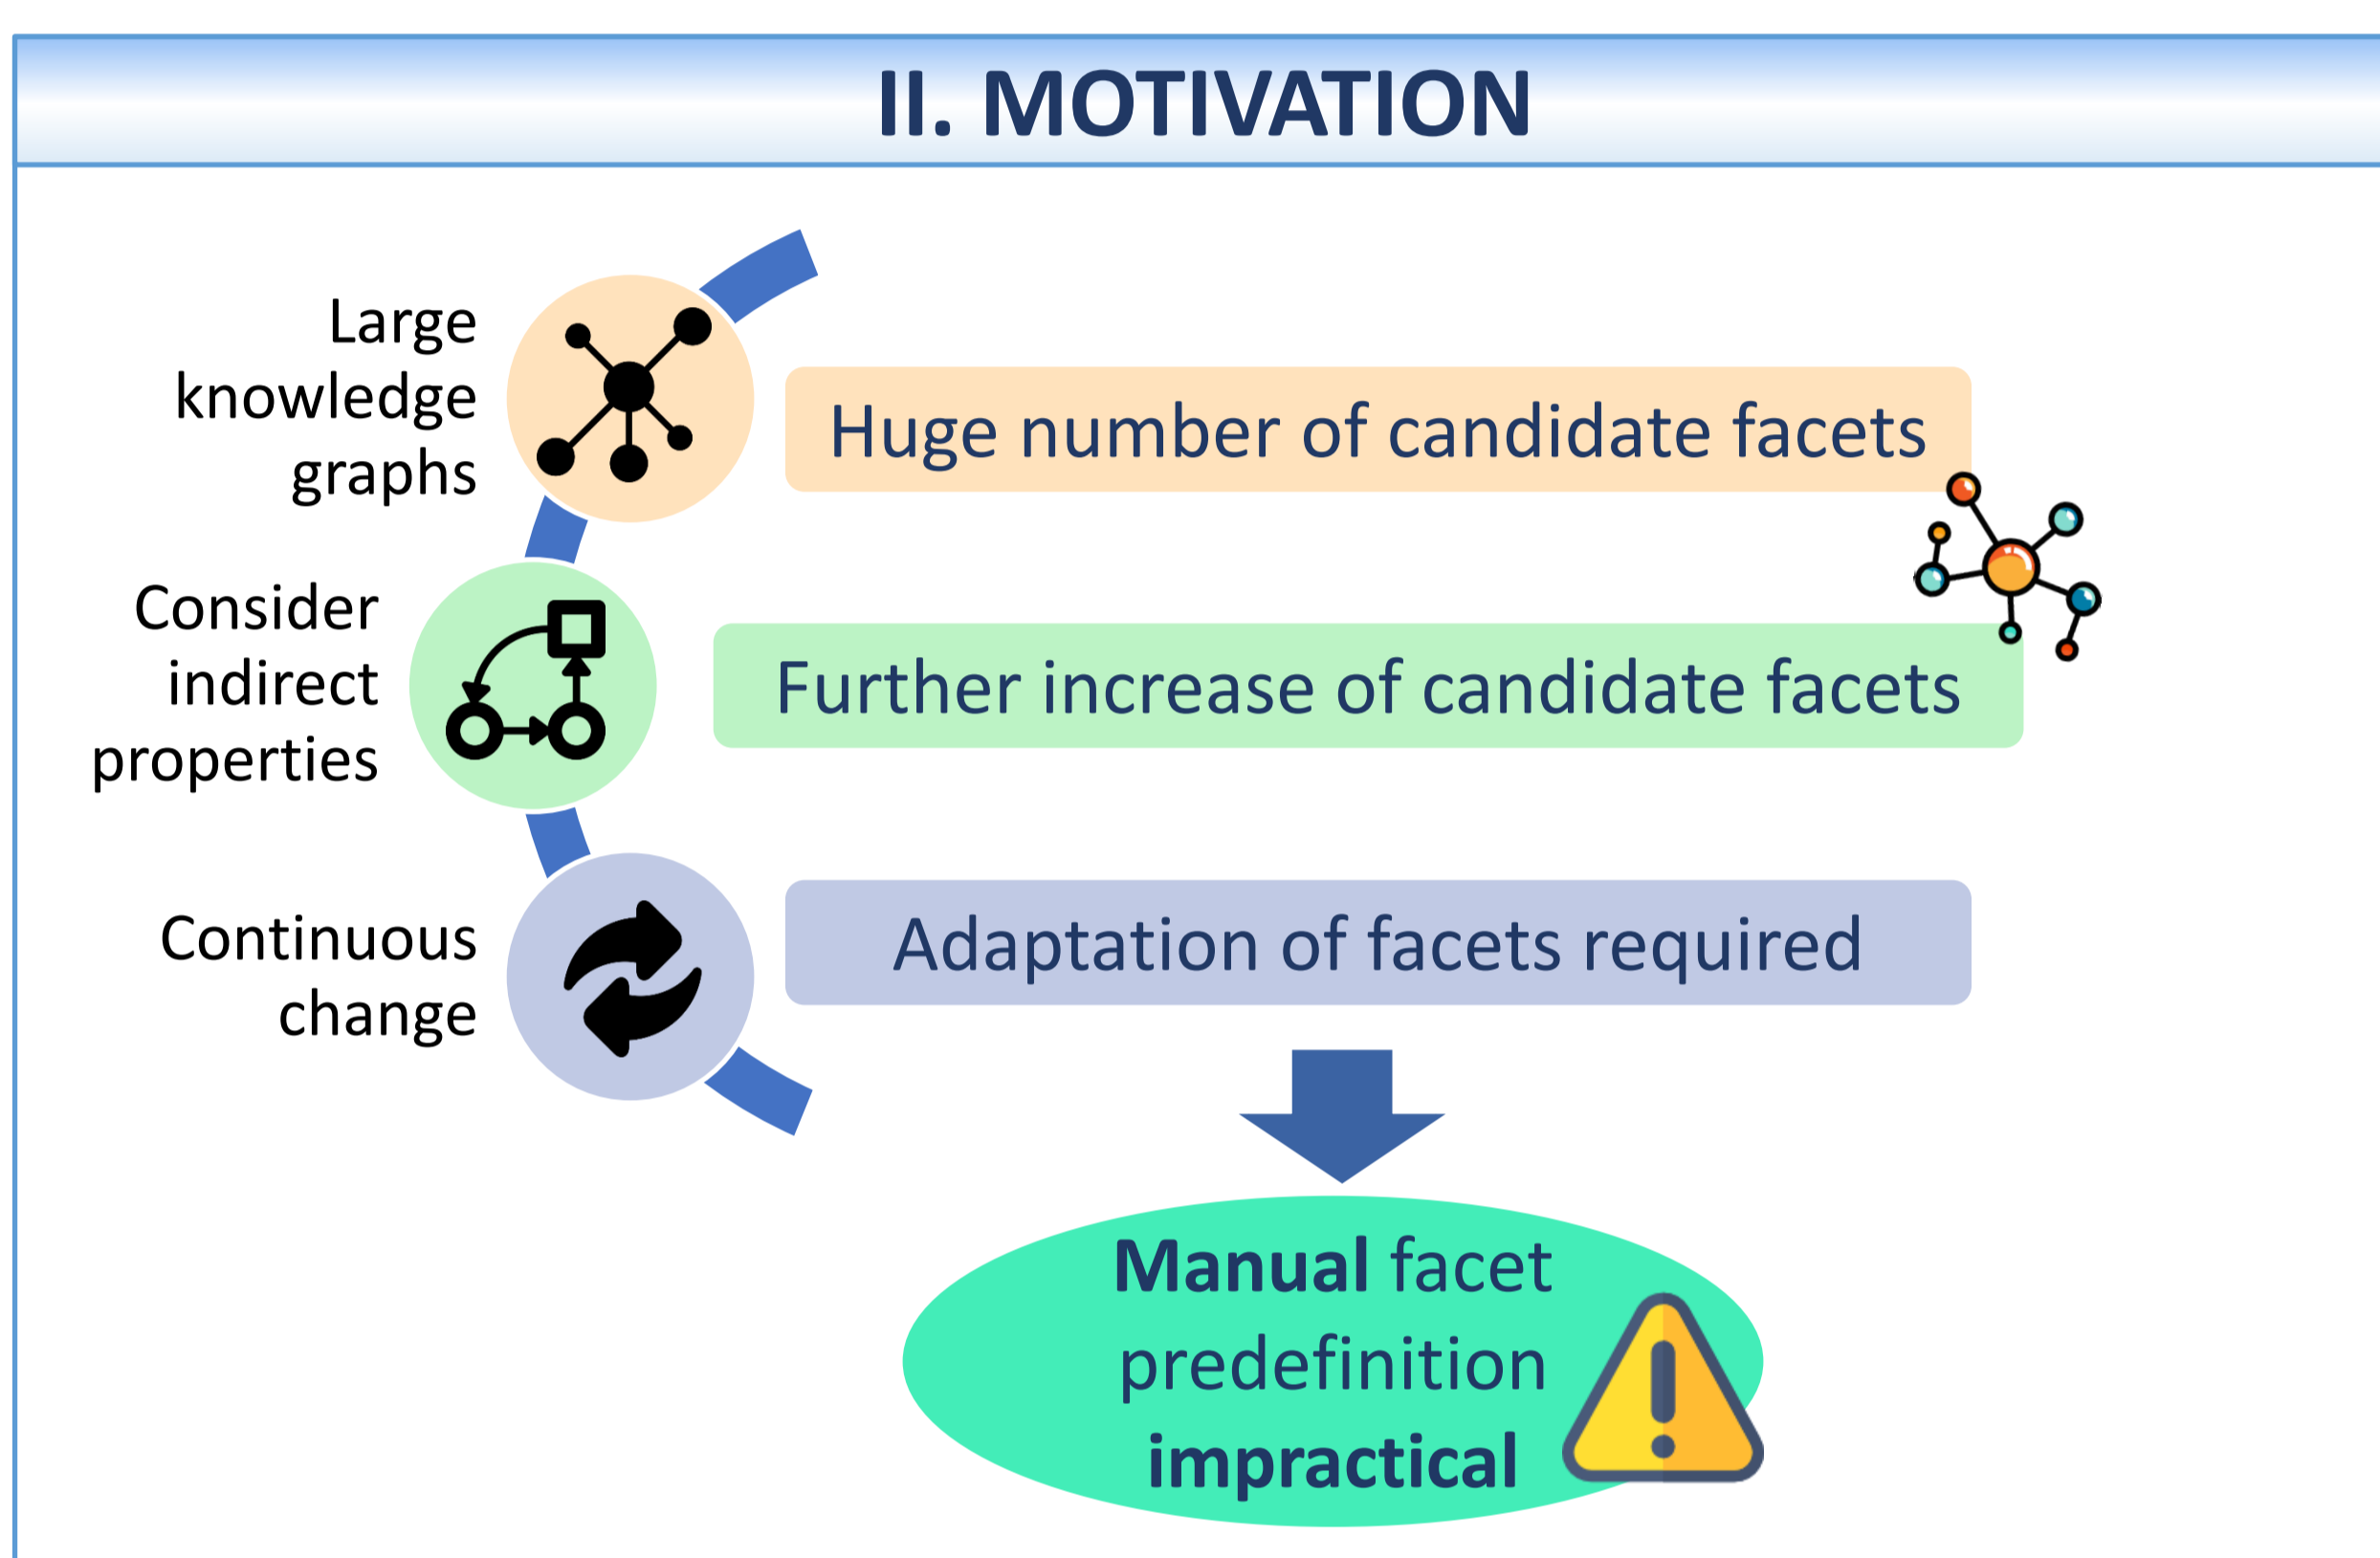 II. MOTIVATION
Large
knowledge
graphs
Huge number of candidate facets
Consider
indirect
properties
Further increase of candidate facets
Continuous
change
Adaptation of facets required
Manual facet
predefinition
impractical